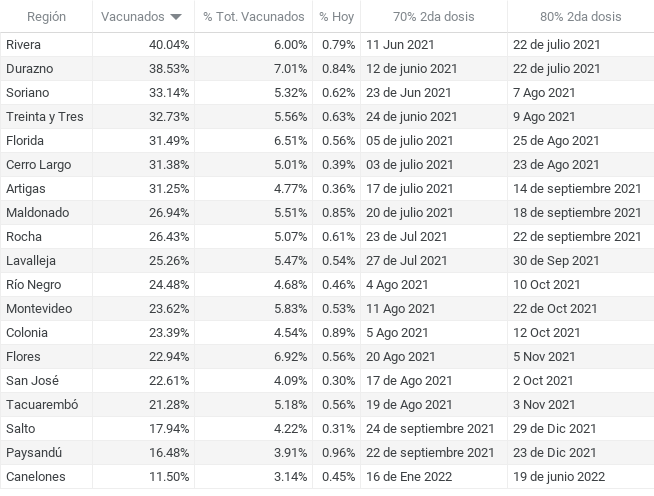 Región Vacunados % Tot. Vacunados % Hoy 70% 2da dosis 80% 2da dosis
Rivera 40.04% 6.00% 0.79% 11 Jun 2021 22 de julio 2021
Durazno 38.53% 7.01% 0.84% 12 de junio 2021 22 de julio 2021
Soriano 33.14% 5.32% 0.62% 23 de Jun 2021 7 Ago 2021
Treinta y Tres 32.73% 5.56% 0.63% 24 de junio 2021 9 Ago 2021
Florida 31.49% 6.51% 0.56% 05 de julio 2021 25 de Ago 2021
Cerro Largo 31.38% 5.01% 0.39% 03 de julio 2021 23 de Ago 2021
Artigas 31.25% 4.77% 0.36% 17 de julio 2021 14 de septiembre 2021
Maldonado 26.94% 5.51% 0.85% 20 de julio 2021 18 de septiembre 2021
Rocha 26.43% 5.07% 0.61% 23 de Jul 2021 22 de septiembre 2021
Lavalleja 25.26% 5.47% 0.54% 27 de Jul 2021 30 de Sep 2021
Río Negro 24.48% 4.68% 0.46% 4 Ago 2021 10 Oct 2021
Montevideo 23.62% 5.83% 0.53% 11 Ago 2021 22 de Oct 2021
Colonia 23.39% 4.54% 0.89% 5 Ago 2021 12 Oct 2021
Flores 22.94% 6.92% 0.56% 20 Ago 2021 5 Nov 2021
San José 22.61% 4.09% 0.30% 17 de Ago 2021 2 Oct 2021
Tacuarembó 21.28% 5.18% 0.56% 19 de Ago 2021 3 Nov 2021
Salto 17.94% 4.22% 0.31% 24 de septiembre 2021 29 de Dic 2021
Paysandú 16.48% 3.91% 0.96% 22 de septiembre 2021 23 de Dic 2021
Canelones 11.50% 3.14% 0.45% 16 de Ene 2022 19 de junio 2022